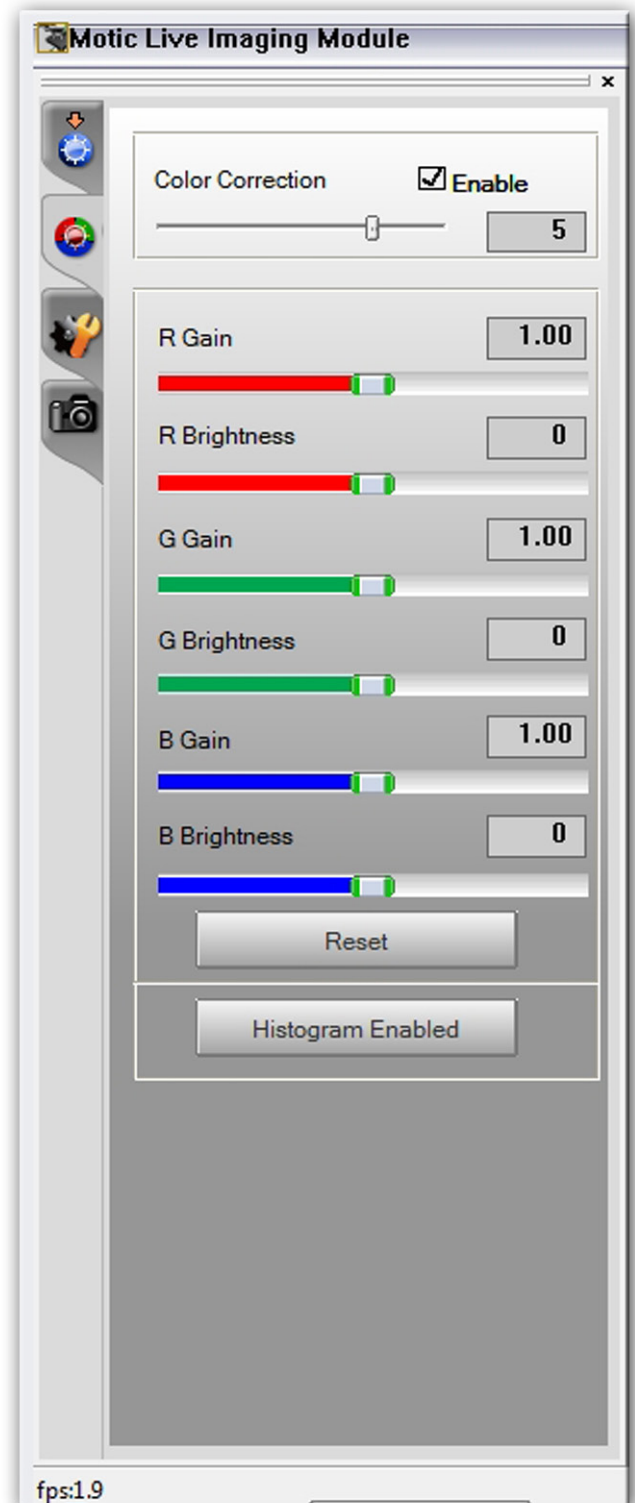 Motic Live Imaging Module
x
Color Correction Enable
5
R Gain 1.00
R Brightness 0
G Gain 1.00
G Brightness 0
B Gain 1.00
B Brightness 0
Reset
Histogram Enabled
fps:1.9